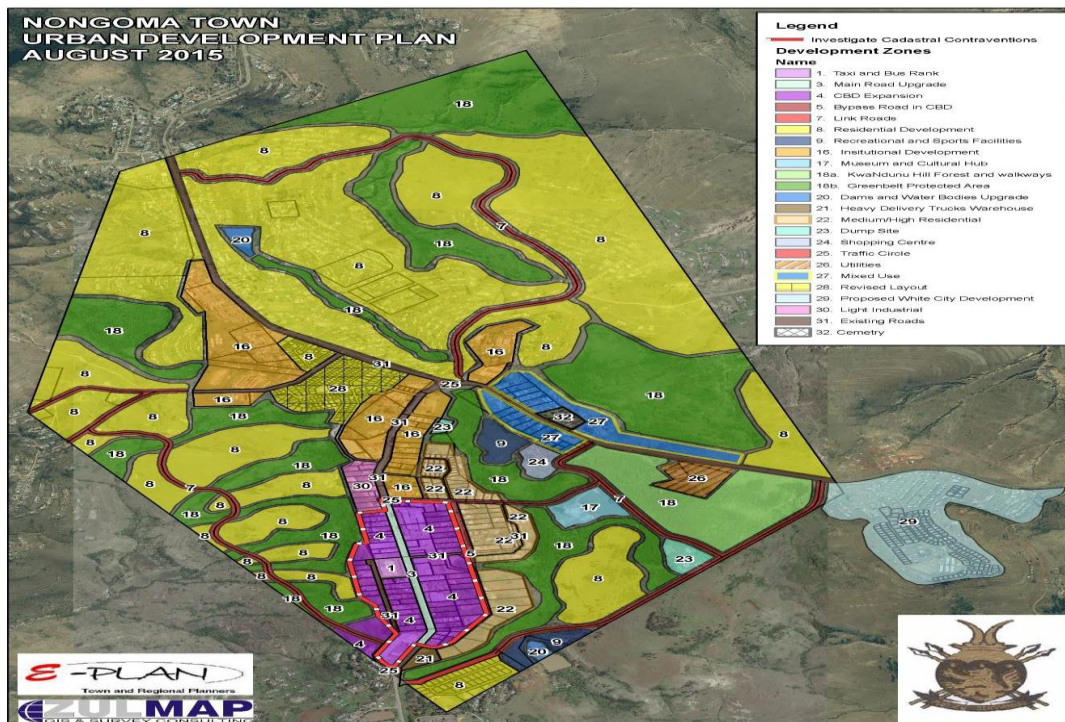 NONGOMA TOWN
URBAN DEVELOPMENT PLAN
AUGUST 2015
Legend
Investigate Cadastral Contraventions
Development Zones
Name
1. Taxi and Bus Rank
3. Main Road Upgrade
4. CBD Expansion
5. Bypass Road in CBD
7. Link Roads
8. Residential Development
9. Recreational and Sports Facilities
16. Insitutional Development
17. Museum and Cultural Hub
18a. KwaNdunu Hill Forest and walkways
18b. Greenbelt Protected Area
20. Dams and Water Bodies Upgrade
21. Heavy Delivery Trucks Warehouse
22. Medium/High Residential
23. Dump Site
24. Shopping Centre
25. Traffic Circle
26. Utilities
27. Mixed Use
28. Revised Layout
29. Proposed White City Development
30. Light Industrial
31. Existing Roads
32. Cemetry
18
18
8
8
7
8
8
20
8
18
18
18
16
8
31
16
8
28
25
18
16
18
16
31
16
23
32
27
27
9
24
8
8
8
8
18
8
18
7
8
18
8
8
18
8
8
18
8
8
18
8
18
30
31
16
22
22
25
4
4
5
31
1
3
4
31
4
4
25
21
22
22
31
22
18
17
7
18
26
18
23
8
22
9
20
8
29
E-PLAN
Town and Regional Planners
ZULMAP
GIS & SURVEY CONSULTING